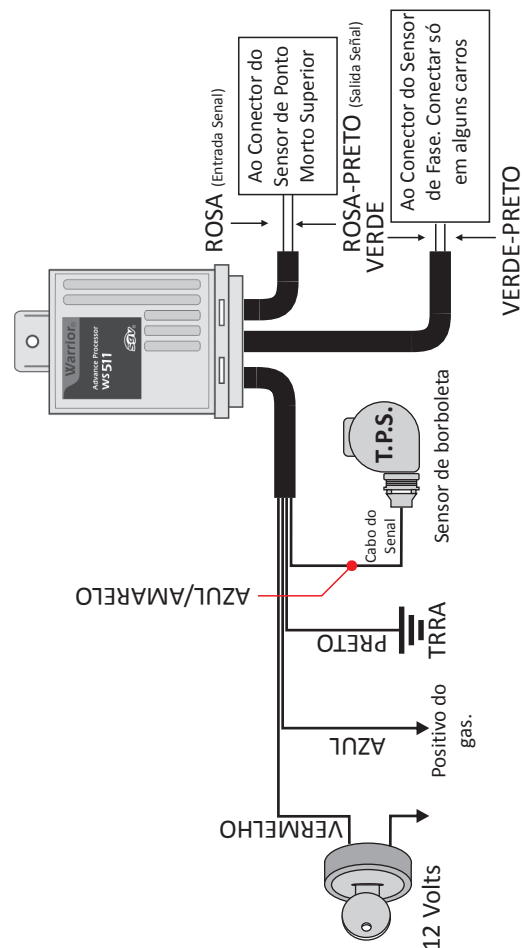 Warrior®
Advance Processor
WS 511
ROSA (Entrada Senal)
Ao Conector do
Sensor de Ponto
Morto Superior
ROSA-PRETO (Salida Señal)
VERDE
Ao Conector do Sensor
de Fase. Conectar só
em alguns carros
VERDE-PRETO
T.P.S.
Sensor de borboleta
Cabo do
Senal
AZUL/AMARELO
PRETO
TRRA
AZUL
Positivo do
gas.
VERMELHO
12 Volts